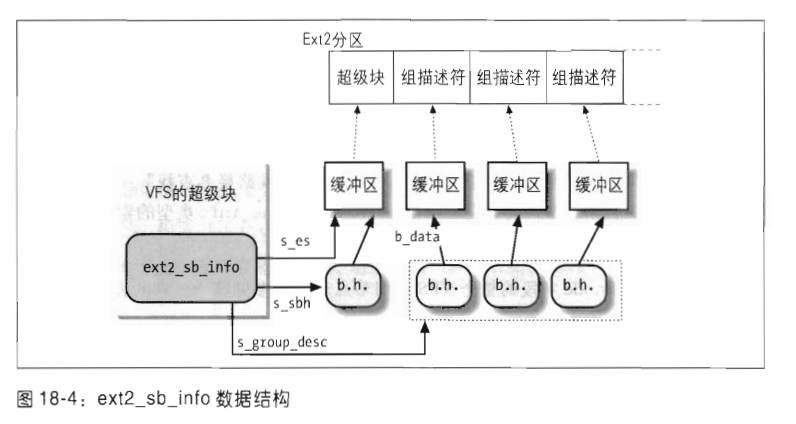 Ext2分区
超级块 组描述符 组描述符 组描述符
缓冲区 缓冲区 缓冲区 缓冲区
VFS的超级块
s_es
b_data
ext2_sb_info
b.h. b.h. b.h. b.h.
s_sbh
s_group_desc
图 18-4：ext2_sb_info 数据结构